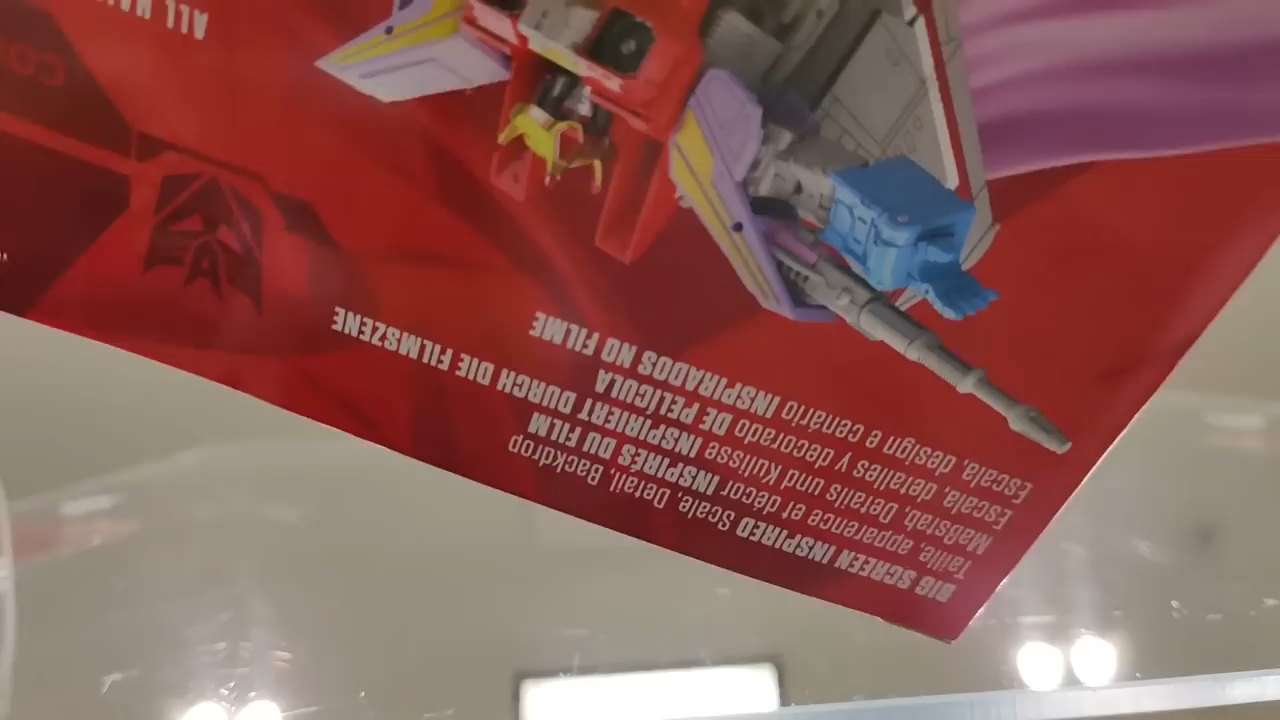 BIG SCREEN INSPIRED Scale, Detail, Backdrop
Taille, apparence et décor INSPIRÉS DU FILM
Maßstab, Details und Kulisse INSPIRIERT DURCH DIE FILMSZENE
Escala, detalles y decorado DE PELÍCULA
Escala, design e cenário INSPIRADOS NO FILME
ALL